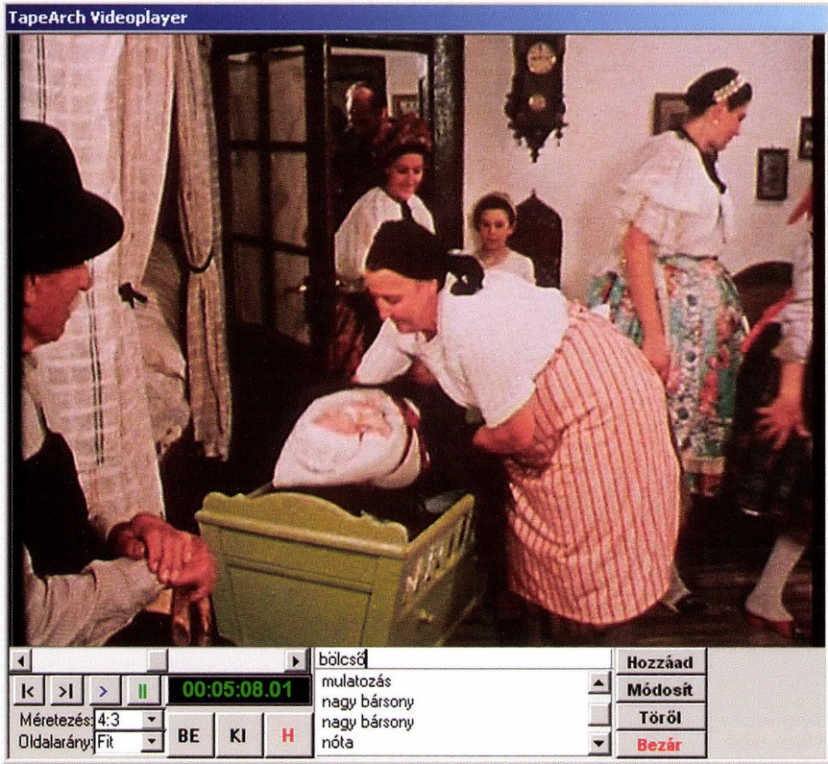 TapeArch Videoplayer
bölcső
mulatozás
nagy bársony
nagy bársony
nóta
Hozzáad
Módosít
Töröl
Bezár
|< >| > ||
00:05:08.01
Méretezés: 4:3
Oldalarány: Fit
BE KI H